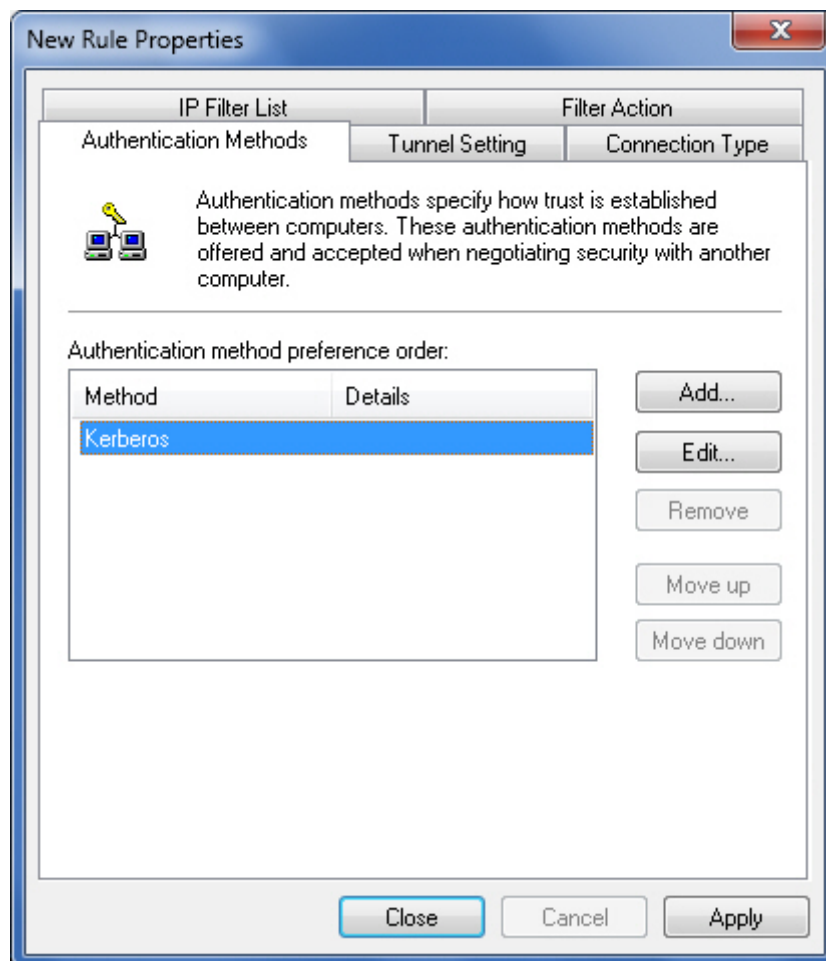 New Rule Properties
IP Filter List
Filter Action
Authentication Methods
Tunnel Setting
Connection Type
Authentication methods specify how trust is established
between computers. These authentication methods are
offered and accepted when negotiating security with another
computer.
Authentication method preference order:
Method
Details
Kerberos
Add...
Edit...
Remove
Move up
Move down
Close
Cancel
Apply